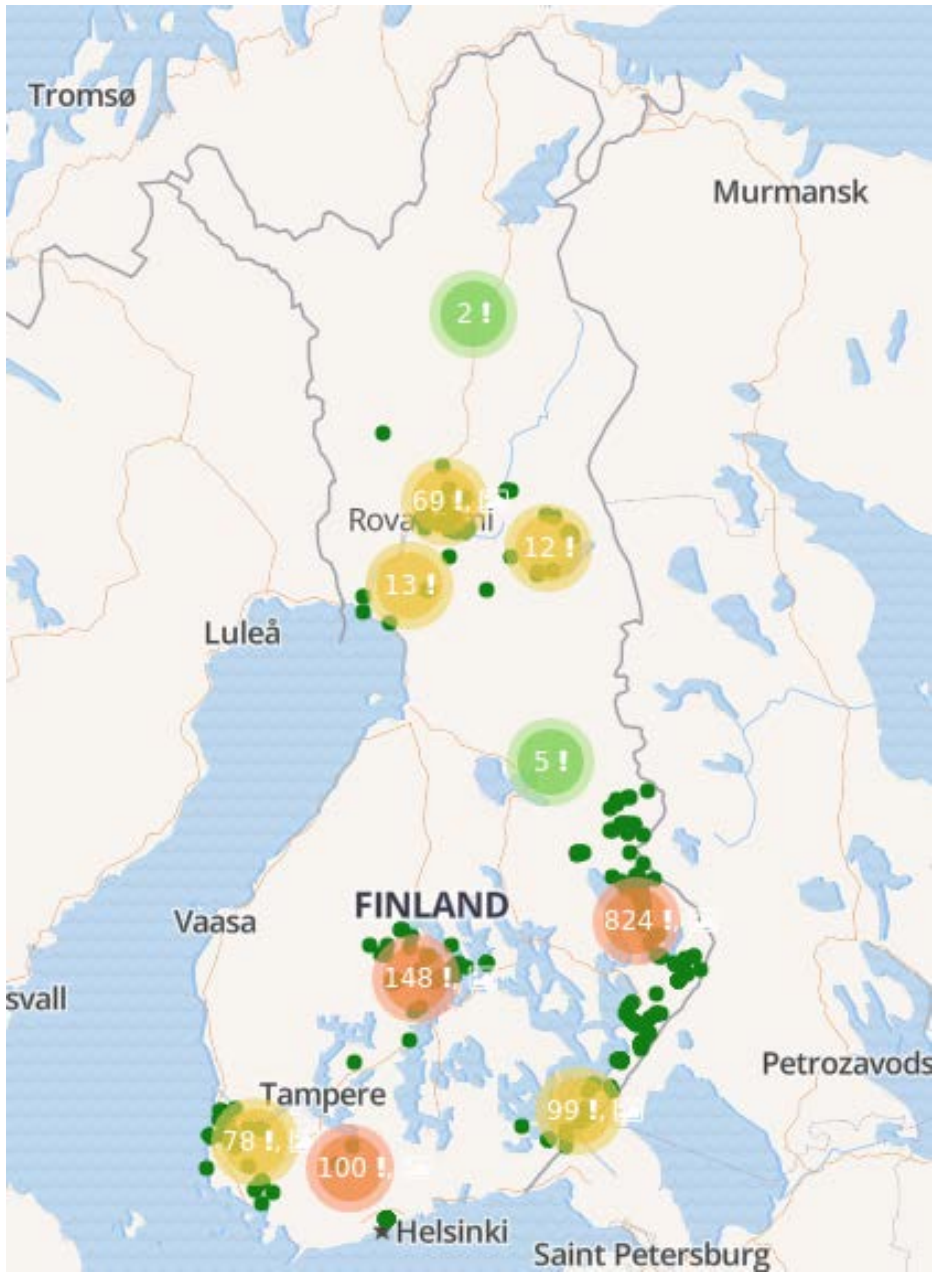 Tromsø
Murmansk
2 !
69 !,
Rova
ni
12 !
13 !
Luleå
5 !
FINLAND
824 !,
Vaasa
148 !,
svall
Petrozavods
Tampere
99 !,
78 !,
100 !,
Helsinki
Saint Petersburg